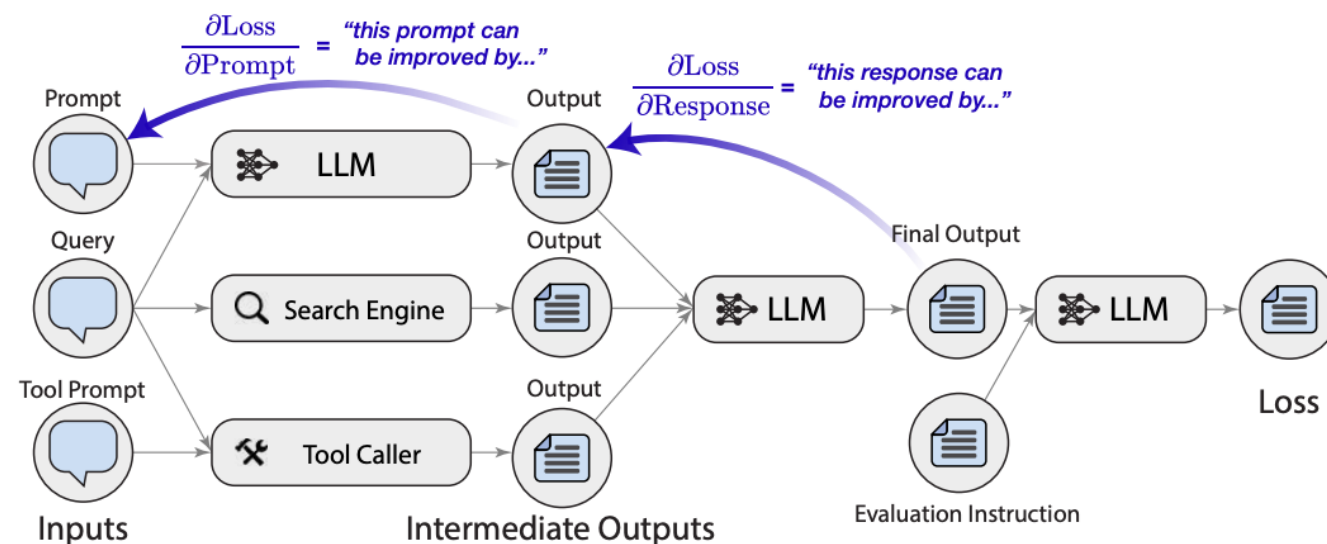 ∂Loss
∂Prompt
=
“this prompt can
be improved by...”
∂Loss
∂Response
=
“this response can
be improved by...”
Prompt
Output
LLM
Query
Output
Final Output
Search Engine
LLM
LLM
Tool Prompt
Output
Loss
Tool Caller
Evaluation Instruction
Inputs
Intermediate Outputs